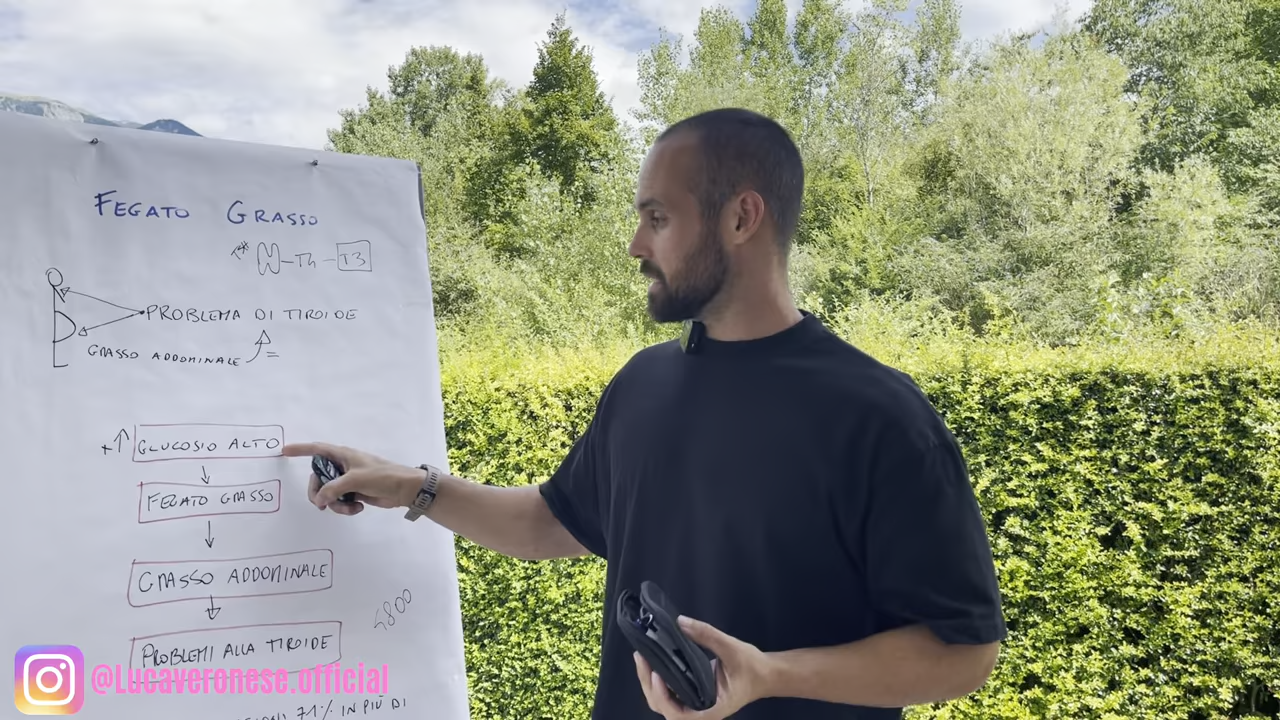 FEGATO GRASSO
T4 - T3
PROBLEMA DI TIROIDE
GRASSO ADDOMINALE =
+↑ GLUCOSIO ALTO
↓
FEGATO GRASSO
↓
GRASSO ADDOMINALE
↓
4800
PROBLEMI ALLA TIROIDE
@Lucaveronese.official
71% IN PIÙ DI